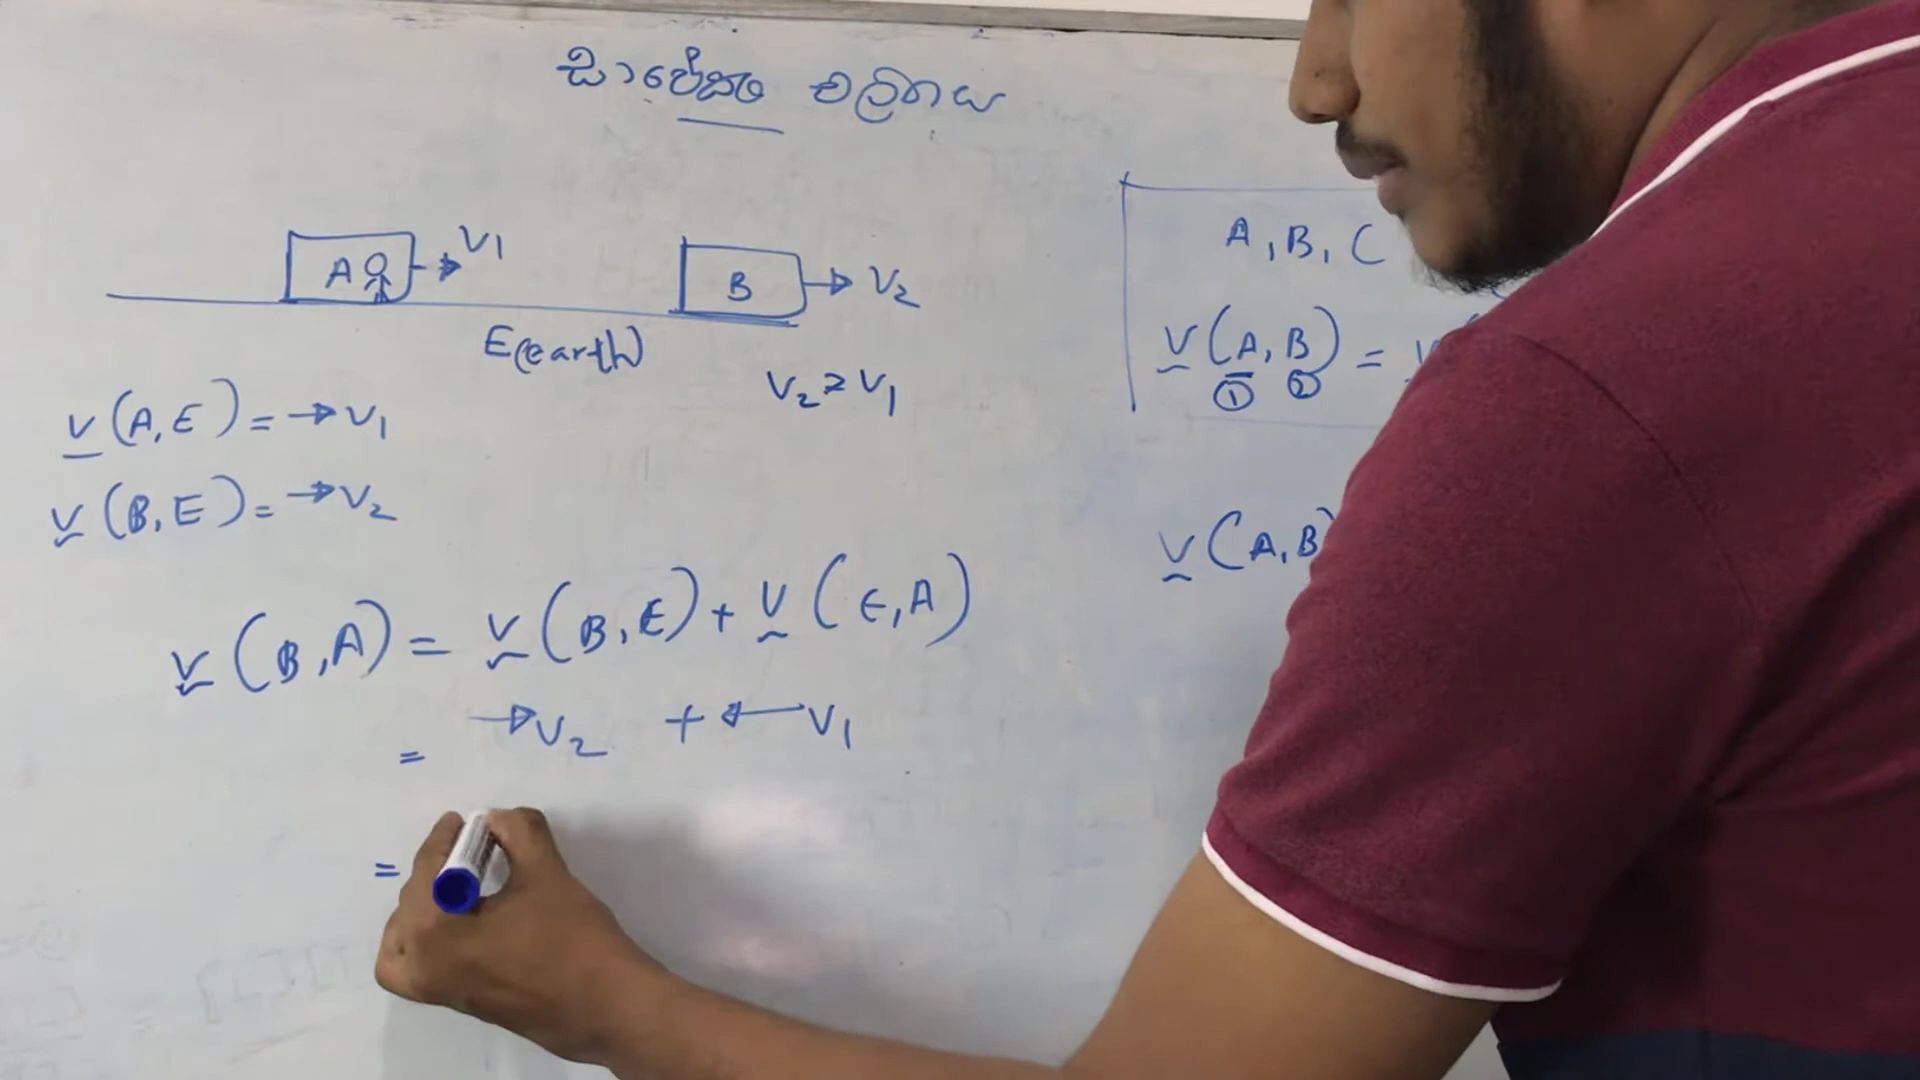 සාපේක්ෂ චලිතය
A → V₁
B → V₂
E(earth)
V₂ > V₁
V(A,E) = → V₁
V(B,E) = → V₂
V(B,A) = V(B,E) + V(E,A)
= → V₂ + ← V₁
=
A, B, C
V(A, B) = V
① ②
V(A,B)